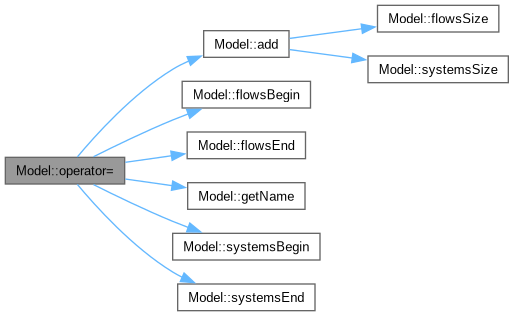 Model::flowsSize
Model::add
Model::systemsSize
Model::flowsBegin
Model::flowsEnd
Model::operator=
Model::getName
Model::systemsBegin
Model::systemsEnd